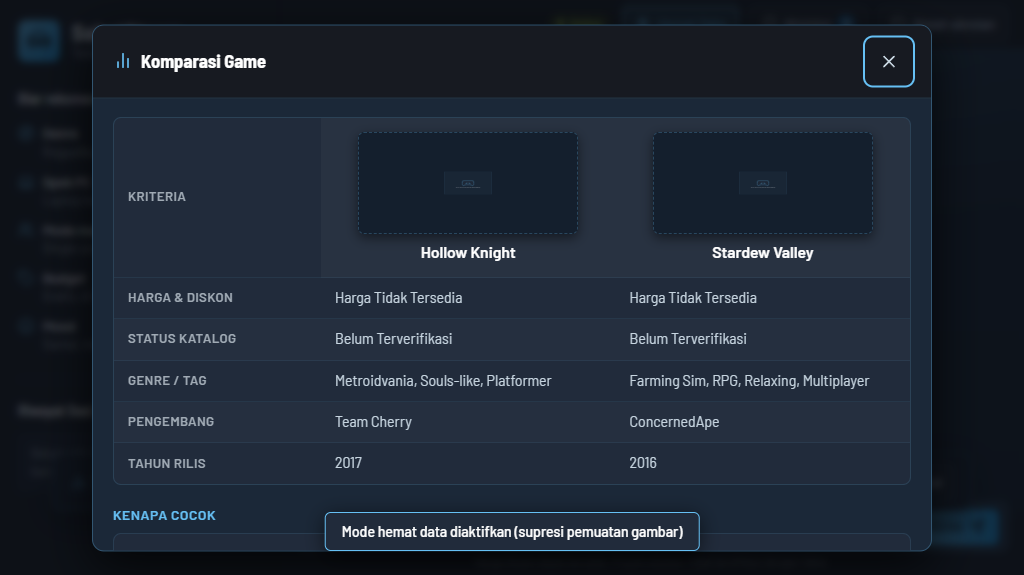 Komparasi Game
KRITERIA
Hollow Knight
Stardew Valley
HARGA & DISKON
Harga Tidak Tersedia
Harga Tidak Tersedia
STATUS KATALOG
Belum Terverifikasi
Belum Terverifikasi
GENRE / TAG
Metroidvania, Souls-like, Platformer
Farming Sim, RPG, Relaxing, Multiplayer
PENGEMBANG
Team Cherry
ConcernedApe
TAHUN RILIS
2017
2016
KENAPA COCOK
Mode hemat data diaktifkan (supresi pemuatan gambar)